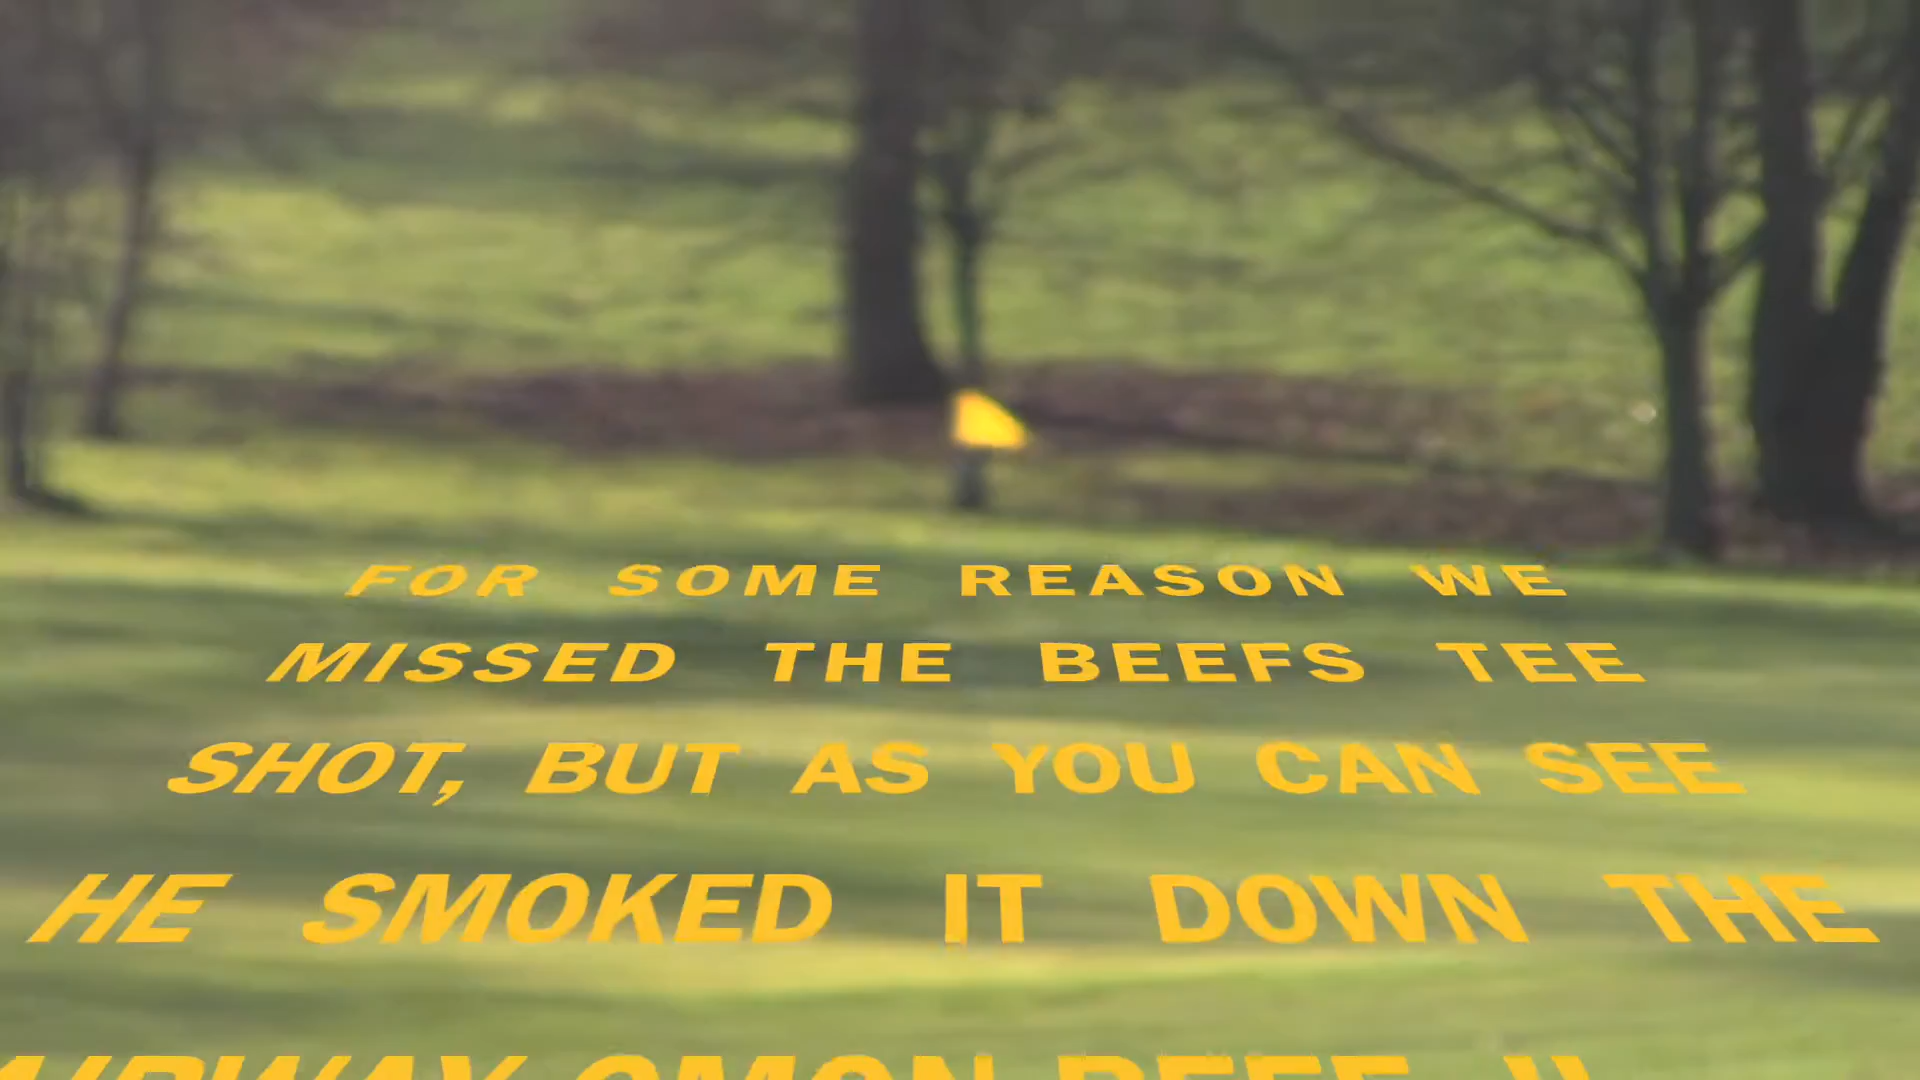 FOR SOME REASON WE
MISSED THE BEEFS TEE
SHOT, BUT AS YOU CAN SEE
HE SMOKED IT DOWN THE